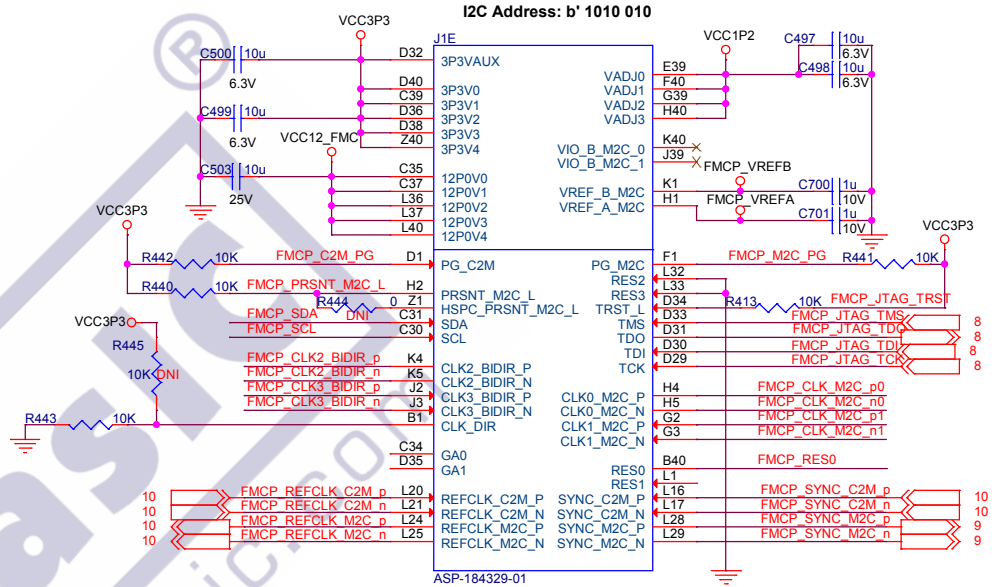 I2C Address: b' 1010 010
VCC3P3
J1E
VCC1P2
C497 10u
6.3V
C500 10u
6.3V
D32 3P3VAUX
E39 VADJ0
C498 10u
6.3V
F40 VADJ1
G39 VADJ2
H40 VADJ3
D40 3P3V0
C39 3P3V1
D36 3P3V2
D38 3P3V3
Z40 3P3V4
C499 10u
6.3V
VCC12_FMC
K40 VIO_B_M2C_0
J39 VIO_B_M2C_1
FMCP_VREFB
C503 10u
25V
C35 12P0V0
C37 12P0V1
L36 12P0V2
L37 12P0V3
L40 12P0V4
VREF_B_M2C K1
VREF_A_M2C H1
FMCP_VREFA
C700 1u
10V
C701 1u
10V
VCC3P3
VCC3P3
R442 10K FMCP_C2M_PG D1 PG_C2M
PG_M2C F1 FMCP_M2C_PG R441 10K
RES2 L32
RES3 L33
R440 10K FMCP_PRSNT_M2C_L H2 PRSNT_M2C_L
R444 0 DNI Z1 HSPC_PRSNT_M2C_L
TRST_L D34 R413 10K FMCP_JTAG_TRST
FMCP_SDA C31 SDA
FMCP_SCL C30 SCL
TMS D33 FMCP_JTAG_TMS 8
TDO D31 FMCP_JTAG_TDO 8
TDI D30 FMCP_JTAG_TDI 8
TCK D29 FMCP_JTAG_TCK 8
VCC3P3
R445
10K DNI
FMCP_CLK2_BIDIR_p K4 CLK2_BIDIR_P
FMCP_CLK2_BIDIR_n K5 CLK2_BIDIR_N
FMCP_CLK3_BIDIR_p J2 CLK3_BIDIR_P
FMCP_CLK3_BIDIR_n J3 CLK3_BIDIR_N
R443 10K B1 CLK_DIR
CLK0_M2C_P H4 FMCP_CLK_M2C_p0
CLK0_M2C_N H5 FMCP_CLK_M2C_n0
CLK1_M2C_P G2 FMCP_CLK_M2C_p1
CLK1_M2C_N G3 FMCP_CLK_M2C_n1
C34 GA0
D35 GA1
RES0 B40 FMCP_RES0
RES1 L1
10 FMCP_REFCLK_C2M_p L20 REFCLK_C2M_P
10 FMCP_REFCLK_C2M_n L21 REFCLK_C2M_N
10 FMCP_REFCLK_M2C_p L24 REFCLK_M2C_P
10 FMCP_REFCLK_M2C_n L25 REFCLK_M2C_N
SYNC_C2M_P L16 FMCP_SYNC_C2M_p 10
SYNC_C2M_N L17 FMCP_SYNC_C2M_n 10
SYNC_M2C_P L28 FMCP_SYNC_M2C_p 9
SYNC_M2C_N L29 FMCP_SYNC_M2C_n 9
ASP-184329-01
®
asic
ic.com